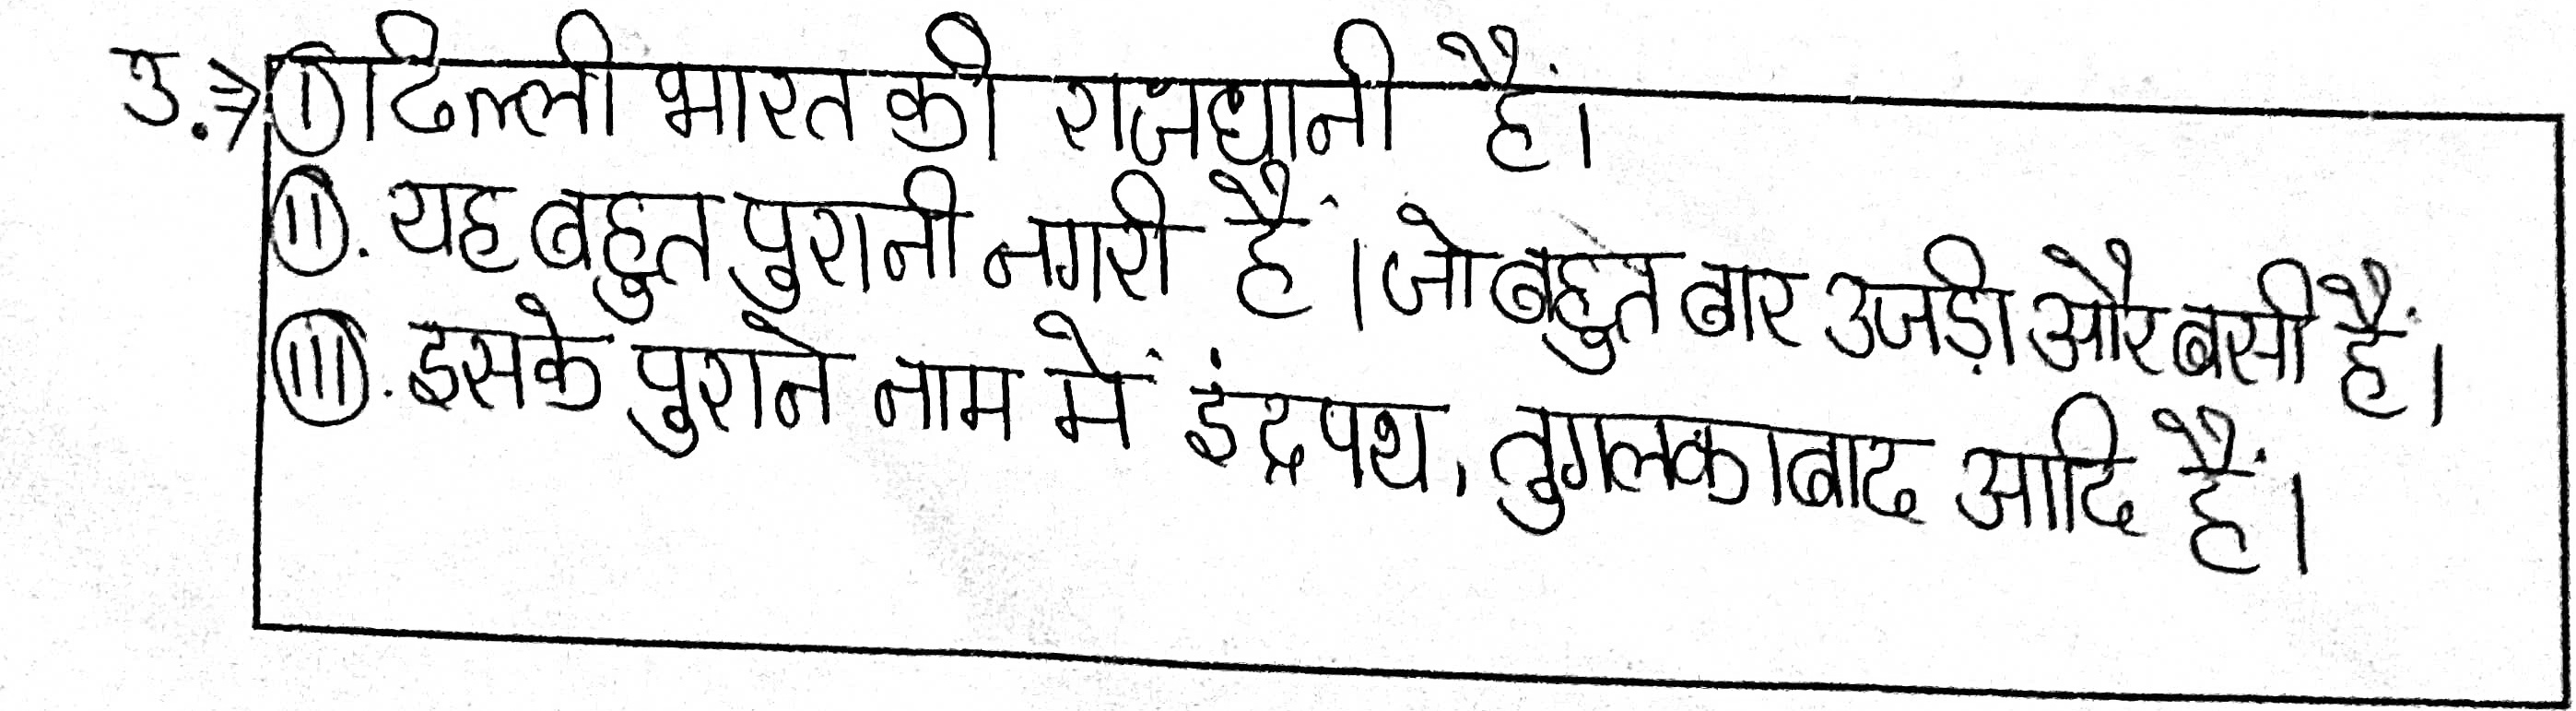 उ.⇒ (i) दिल्ली भारत की राजधानी हैं।
(ii). यह बहुत पुरानी नगरी हैं। जो बहुत बार उजड़ी और बसी हैं।
(iii). इसके पुराने नाम में इंद्रपथ, तुगलकाबाद आदि हैं।